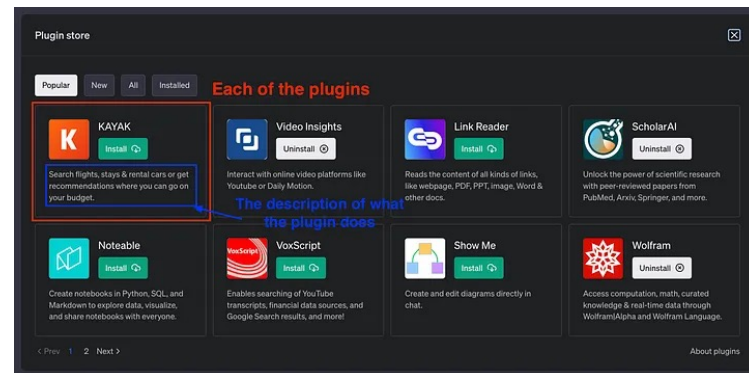 Plugin store
Popular
New
All
Installed
Each of the plugins
KAYAK
Install
Search flights, stays & rental cars or get
recommendations where you can go on
your budget.
Video Insights
Uninstall
Interact with online video platforms like
Youtube or Daily Motion.
Link Reader
Install
Reads the content of all kinds of links,
like webpage, PDF, PPT, image, Word &
other docs.
ScholarAI
Uninstall
Unlock the power of scientific research
with peer-reviewed papers from
PubMed, Arxiv, Springer, and more.
The description of what
the plugin does
Noteable
Install
Create notebooks in Python, SQL, and
Markdown to explore data, visualize,
and share notebooks with everyone.
VoxScript
VoxScript
Install
Enables searching of YouTube
transcripts, financial data sources, and
Google Search results, and more!
Show Me
Install
Create and edit diagrams directly in
chat.
Wolfram
Uninstall
Access computation, math, curated
knowledge & real-time data through
Wolfram|Alpha and Wolfram Language.
< Prev 1 2 Next >
About plugins